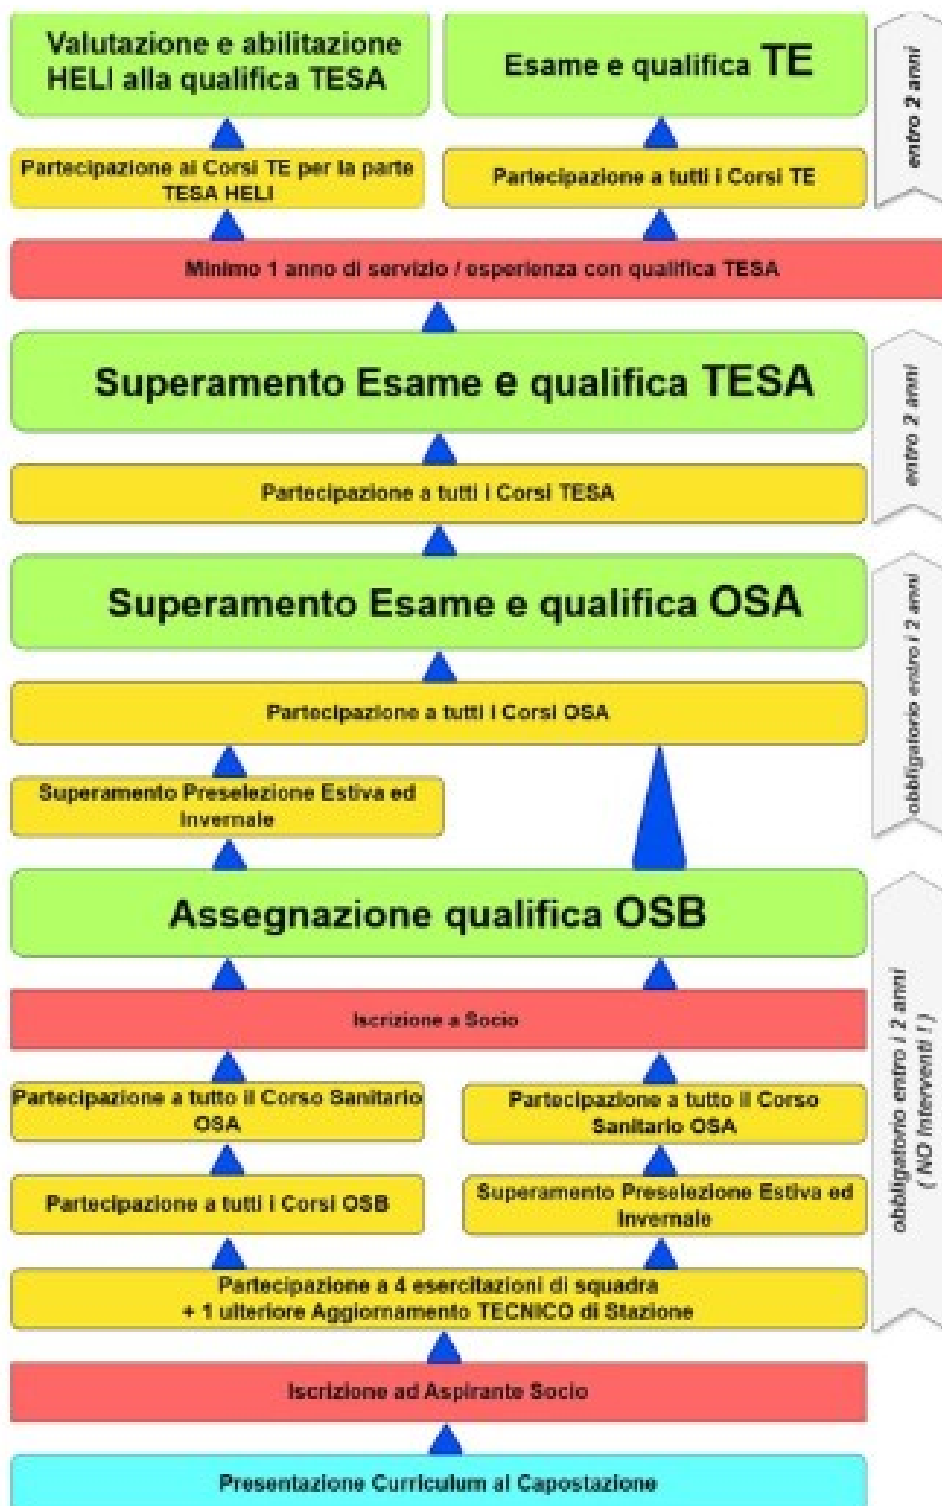 Valutazione e abilitazione
HELI alla qualifica TESA
Esame e qualifica TE
entro 2 anni
Partecipazione ai Corsi TE per la parte
TESA HELI
Partecipazione a tutti i Corsi TE
Minimo 1 anno di servizio / esperienza con qualifica TESA
Superamento Esame e qualifica TESA
entro 2 anni
Partecipazione a tutti i Corsi TESA
Superamento Esame e qualifica OSA
obbligatorio entro i 2 anni
Partecipazione a tutti i Corsi OSA
Superamento Preselezione Estiva ed
Invernale
Assegnazione qualifica OSB
obbligatorio entro i 2 anni
( NO Interventi ! )
Iscrizione a Socio
Partecipazione a tutto il Corso Sanitario
OSA
Partecipazione a tutto il Corso
Sanitario OSA
Partecipazione a tutti i Corsi OSB
Superamento Preselezione Estiva ed
Invernale
Partecipazione a 4 esercitazioni di squadra
+ 1 ulteriore Aggiornamento TECNICO di Stazione
Iscrizione ad Aspirante Socio
Presentazione Curriculum al Capostazione